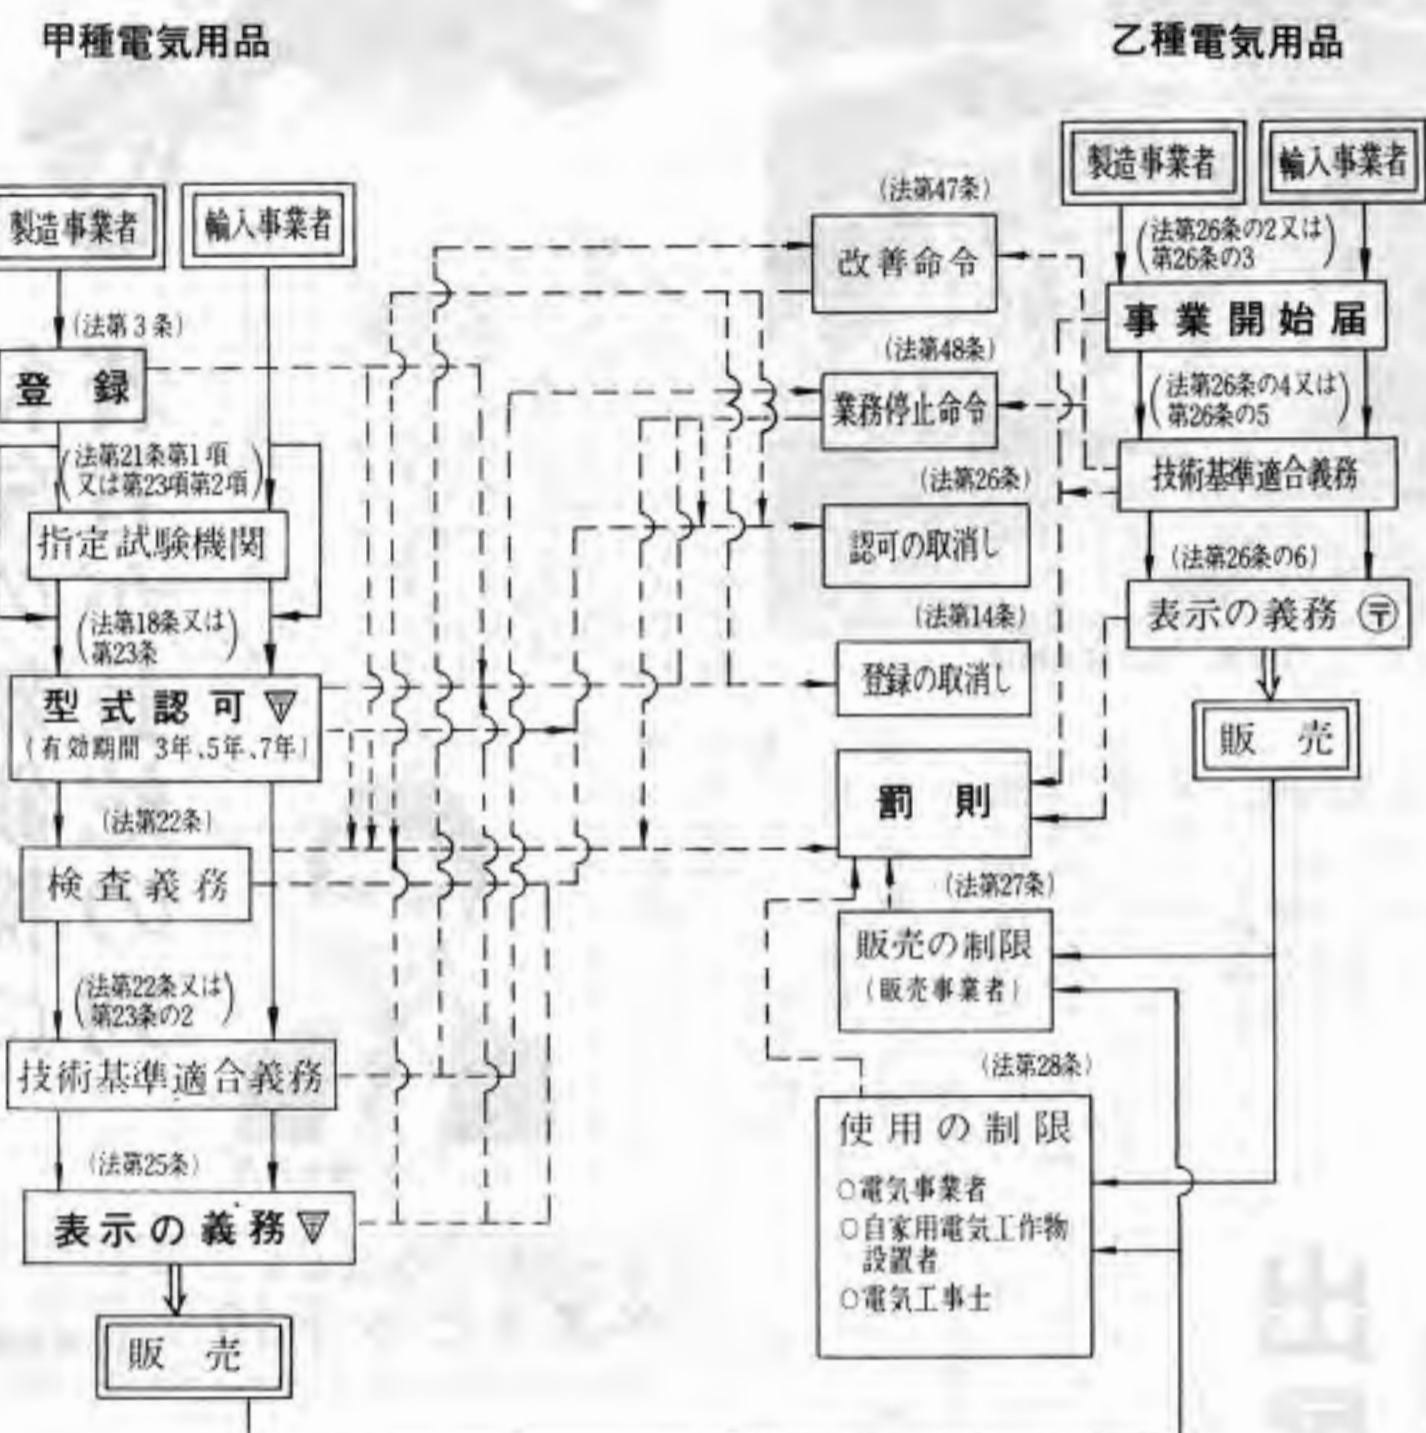 甲種電気用品
製造事業者
輸入事業者
(法第3条)
登録
(法第21条第1項
又は第23項第2項)
指定試験機関
(法第18条又は
第23条)
型式認可
(有効期間 3年、5年、7年)
(法第22条)
検査義務
(法第22条又は
第23条の2)
技術基準適合義務
(法第25条)
表示の義務
販売
(法第47条)
改善命令
(法第48条)
業務停止命令
(法第26条)
認可の取消し
(法第14条)
登録の取消し
罰則
(法第27条)
販売の制限
(販売事業者)
(法第28条)
使用の制限
○電気事業者
○自家用電気工作物
設置者
○電気工事士
乙種電気用品
製造事業者
輸入事業者
(法第26条の2又は
第26条の3)
事業開始届
(法第26条の4又は
第26条の5)
技術基準適合義務
(法第26条の6)
表示の義務 〒
販売